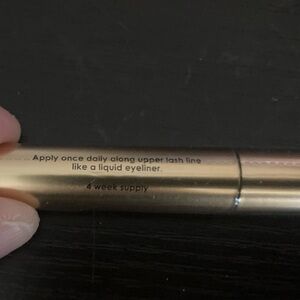 Apply once daily along upper lash line
like a liquid eyeliner.
4 week supply